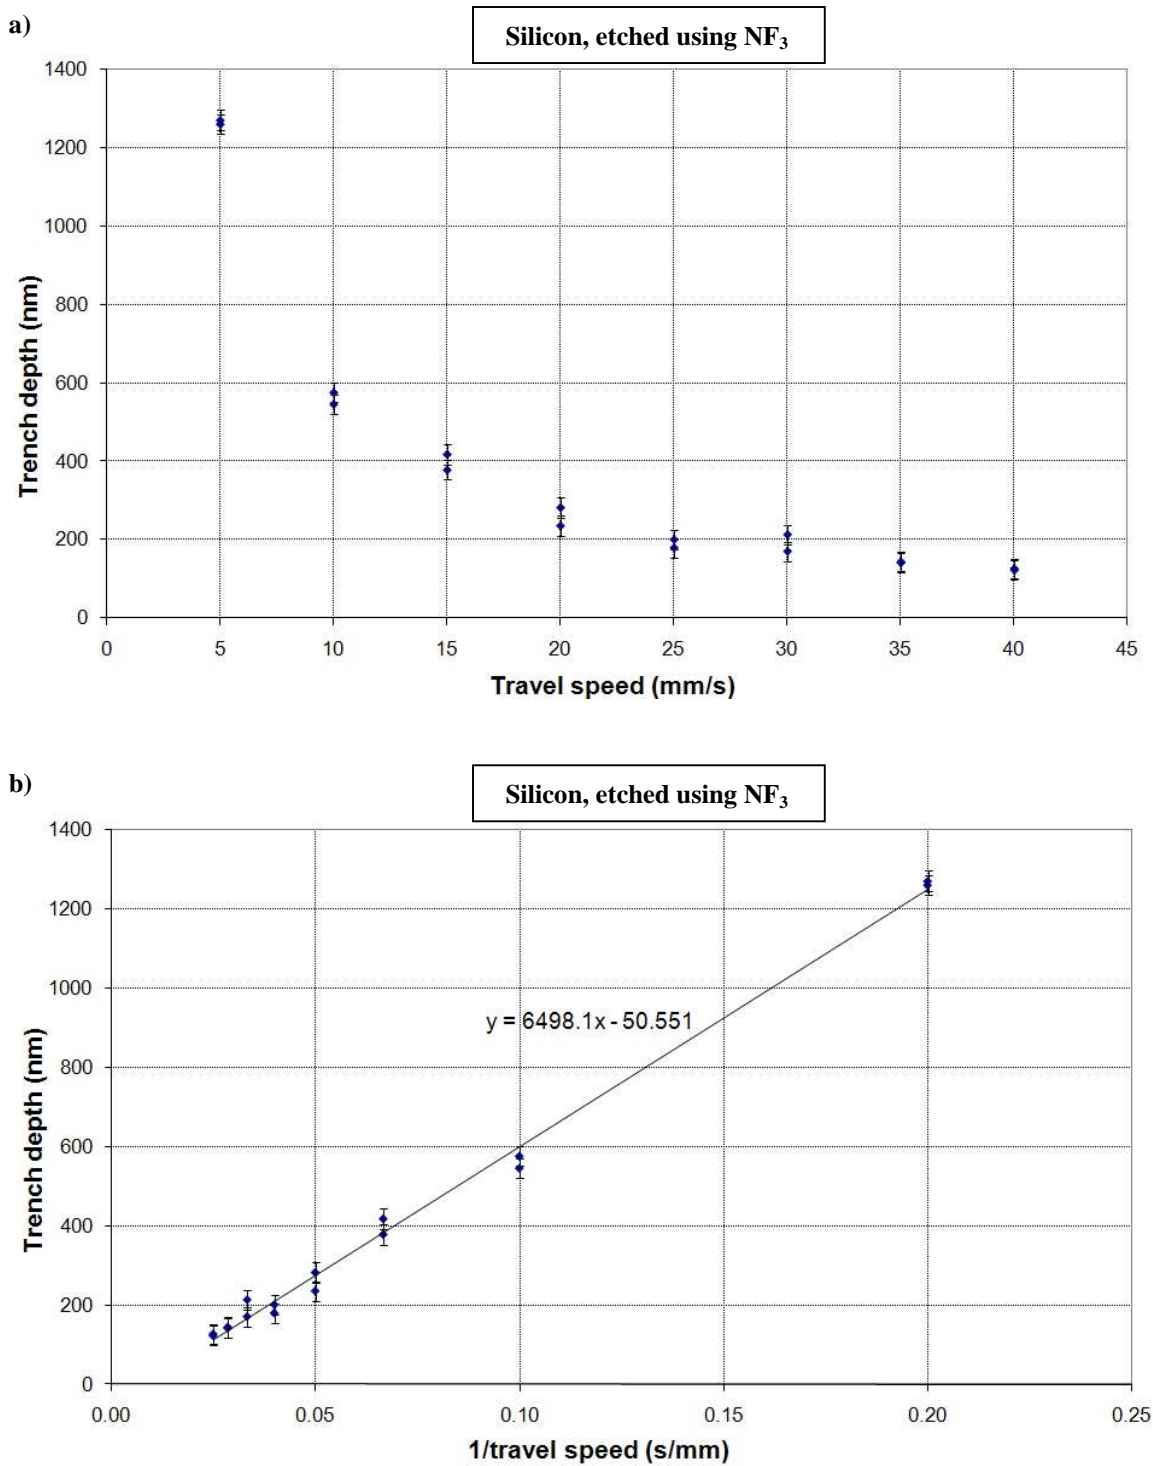 a)
Silicon, etched using NF₃
1400
1200
1000
800
600
400
200
0
Trench depth (nm)
0 5 10 15 20 25 30 35 40 45
Travel speed (mm/s)
b)
Silicon, etched using NF₃
1400
1200
1000
800
600
400
200
0
Trench depth (nm)
y = 6498.1x - 50.551
0.00 0.05 0.10 0.15 0.20 0.25
1/travel speed (s/mm)